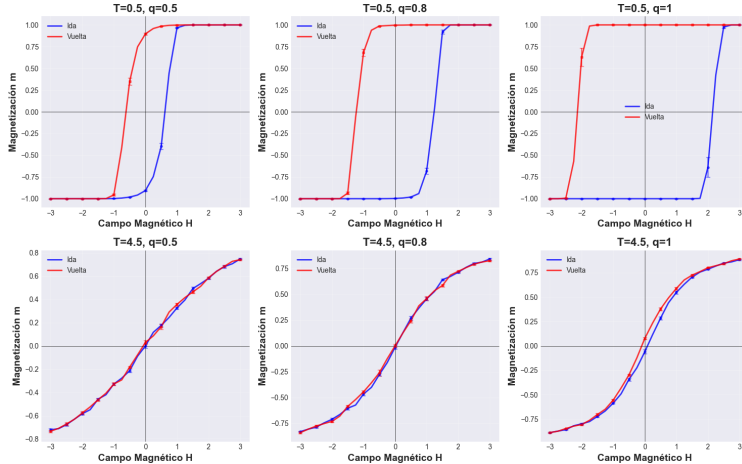 T=0.5, q=0.5
1.00
0.75
0.50
0.25
0.00
−0.25
−0.50
−0.75
−1.00
Magnetización m
Ida
Vuelta
−3 −2 −1 0 1 2 3
Campo Magnético H
T=0.5, q=0.8
1.00
0.75
0.50
0.25
0.00
−0.25
−0.50
−0.75
−1.00
Magnetización m
Ida
Vuelta
−3 −2 −1 0 1 2 3
Campo Magnético H
T=0.5, q=1
1.00
0.75
0.50
0.25
0.00
−0.25
−0.50
−0.75
−1.00
Magnetización m
Ida
Vuelta
−3 −2 −1 0 1 2 3
Campo Magnético H
T=4.5, q=0.5
0.8
0.6
0.4
0.2
0.0
−0.2
−0.4
−0.6
−0.8
Magnetización m
Ida
Vuelta
−3 −2 −1 0 1 2 3
Campo Magnético H
T=4.5, q=0.8
0.75
0.50
0.25
0.00
−0.25
−0.50
−0.75
Magnetización m
Ida
Vuelta
−3 −2 −1 0 1 2 3
Campo Magnético H
T=4.5, q=1
0.75
0.50
0.25
0.00
−0.25
−0.50
−0.75
Magnetización m
Ida
Vuelta
−3 −2 −1 0 1 2 3
Campo Magnético H